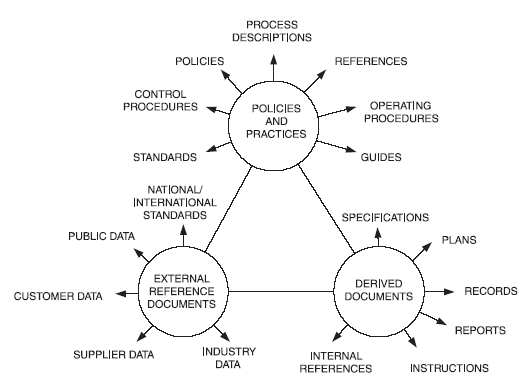 PROCESS
DESCRIPTIONS
POLICIES
REFERENCES
CONTROL
PROCEDURES
POLICIES
AND
PRACTICES
OPERATING
PROCEDURES
STANDARDS
GUIDES
NATIONAL/
INTERNATIONAL
STANDARDS
SPECIFICATIONS
PUBLIC DATA
PLANS
CUSTOMER DATA
EXTERNAL
REFERENCE
DOCUMENTS
DERIVED
DOCUMENTS
RECORDS
REPORTS
SUPPLIER DATA
INDUSTRY
DATA
INTERNAL
REFERENCES
INSTRUCTIONS